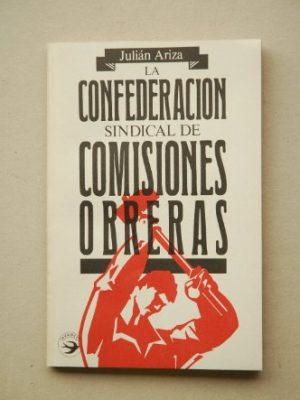 Julián Ariza
LA
CONFEDERACION
SINDICAL DE
COMISIONES
OBRERAS